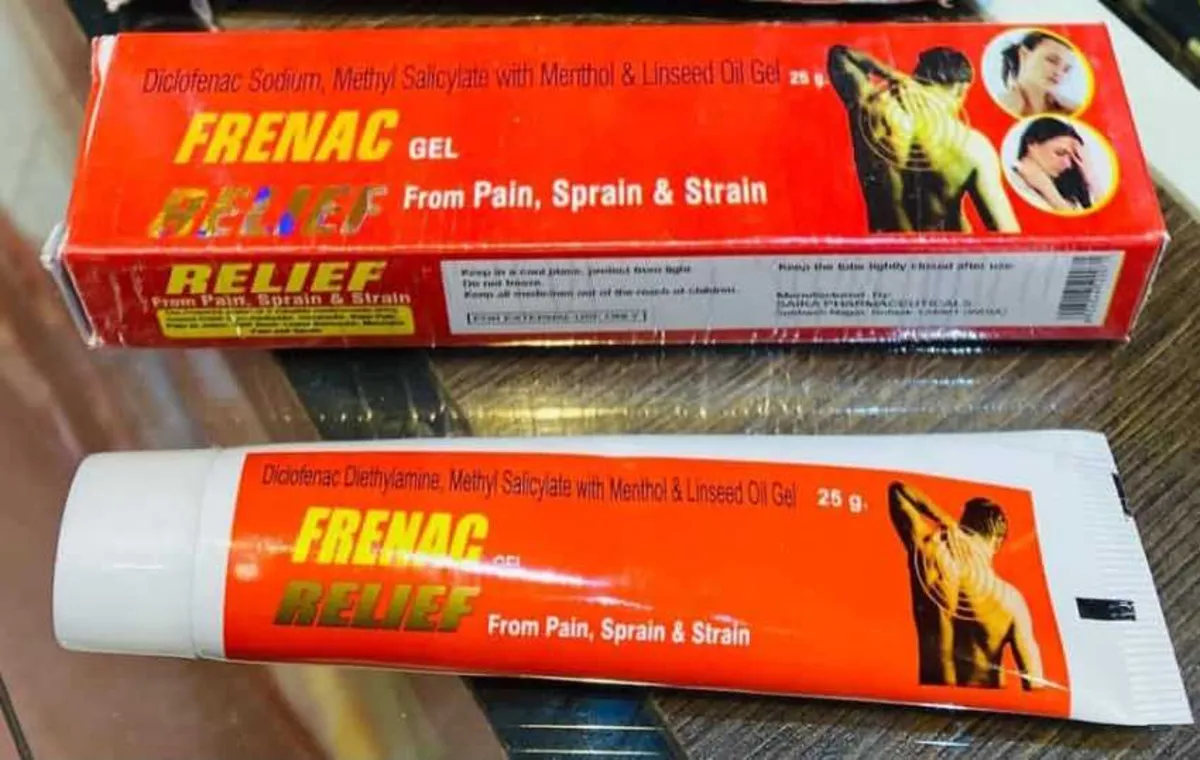 Diclofenac Sodium, Methyl Salicylate with Menthol & Linseed Oil Gel 25 g.
FRENAC GEL
RELIEF From Pain, Sprain & Strain
RELIEF
From Pain, Sprain & Strain
Keep in a cool place, protect from light
Do not freeze.
Keep all medicines out of the reach of children.
FOR EXTERNAL USE ONLY
Keep the tube tightly closed after use
Manufactured By:
SAIKA PHARMACEUTICALS
Diclofenac Diethylamine, Methyl Salicylate with Menthol & Linseed Oil Gel 25 g.
FRENAC GEL
RELIEF From Pain, Sprain & Strain